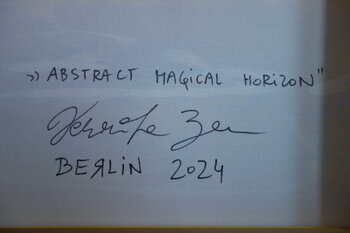 »ABSTRACT MAGICAL HORIZON"
BERLIN 2024